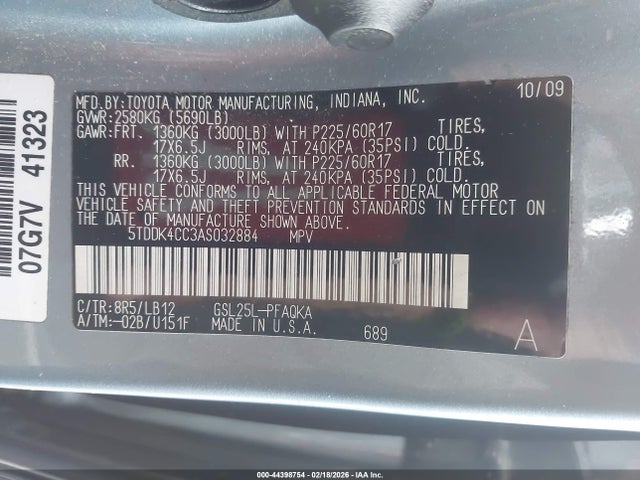 07G7V 41323
MFD.BY:TOYOTA MOTOR MANUFACTURING, INDIANA, INC. 10/09
GVWR:2580KG (5690LB)
GAWR:FRT. 1360KG (3000LB) WITH P225/60R17 TIRES,
17X6.5J RIMS, AT 240KPA (35PSI) COLD.
RR. 1360KG (3000LB) WITH P225/60R17 TIRES,
17X6.5J RIMS, AT 240KPA (35PSI) COLD.
THIS VEHICLE CONFORMS TO ALL APPLICABLE FEDERAL MOTOR
VEHICLE SAFETY AND THEFT PREVENTION STANDARDS IN EFFECT ON
THE DATE OF MANUFACTURE SHOWN ABOVE.
5TDDK4CC3AS032884 MPV
C/TR:8R5/LB12 GSL25L-PFAQKA
A/TM:-02B/U151F MADE IN U.S.A. 689 A
000-44398754 - 02/18/2026 - IAA Inc.